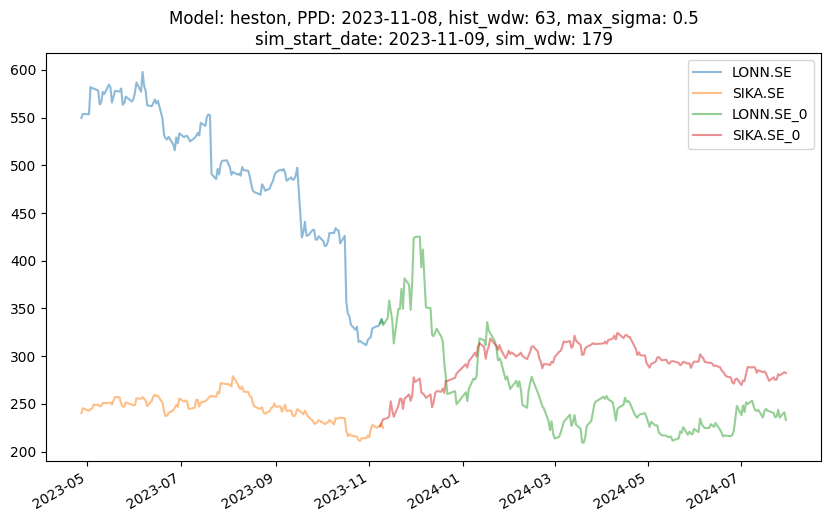 Model: heston, PPD: 2023-11-08, hist_wdw: 63, max_sigma: 0.5
sim_start_date: 2023-11-09, sim_wdw: 179
LONN.SE
SIKA.SE
LONN.SE_0
SIKA.SE_0
600
550
500
450
400
350
300
250
200
2023-05
2023-07
2023-09
2023-11
2024-01
2024-03
2024-05
2024-07